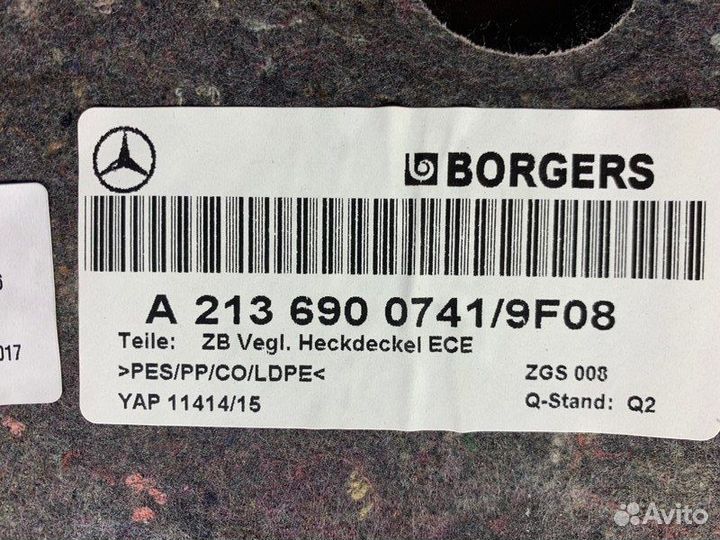 BORGERS
A 213 690 0741/9F08
Teile: ZB Vegl. Heckdeckel ECE
>PES/PP/CO/LDPE< ZGS 008
YAP 11414/15 Q-Stand: Q2
6
017
Avito